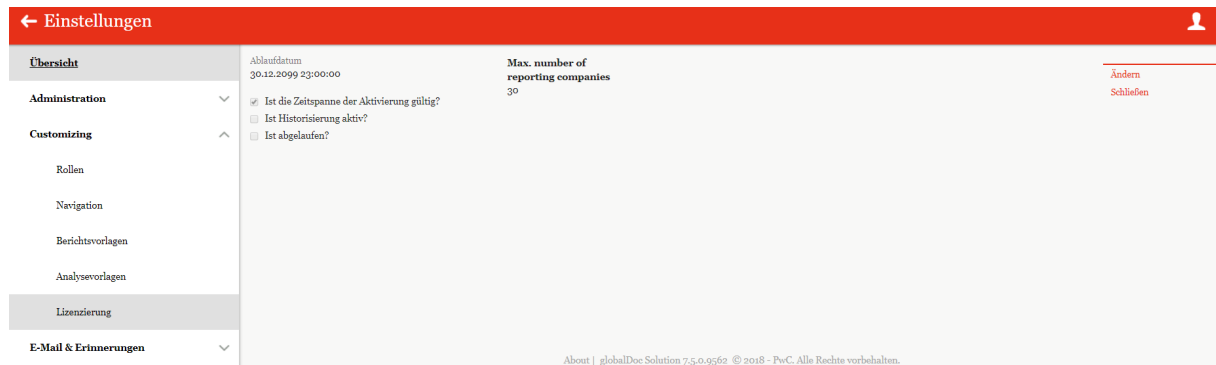 Einstellungen
Übersicht
Administration
Customizing
Rollen
Navigation
Berichtsvorlagen
Analysevorlagen
Lizenzierung
E-Mail & Erinnerungen
Ablaufdatum
30.12.2099 23:00:00
Ist die Zeitspanne der Aktivierung gültig?
Ist Historisierung aktiv?
Ist abgelaufen?
Max. number of
reporting companies
30
Ändern
Schließen
About | globalDoc Solution 7.5.0.9562 © 2018 - PwC. Alle Rechte vorbehalten.